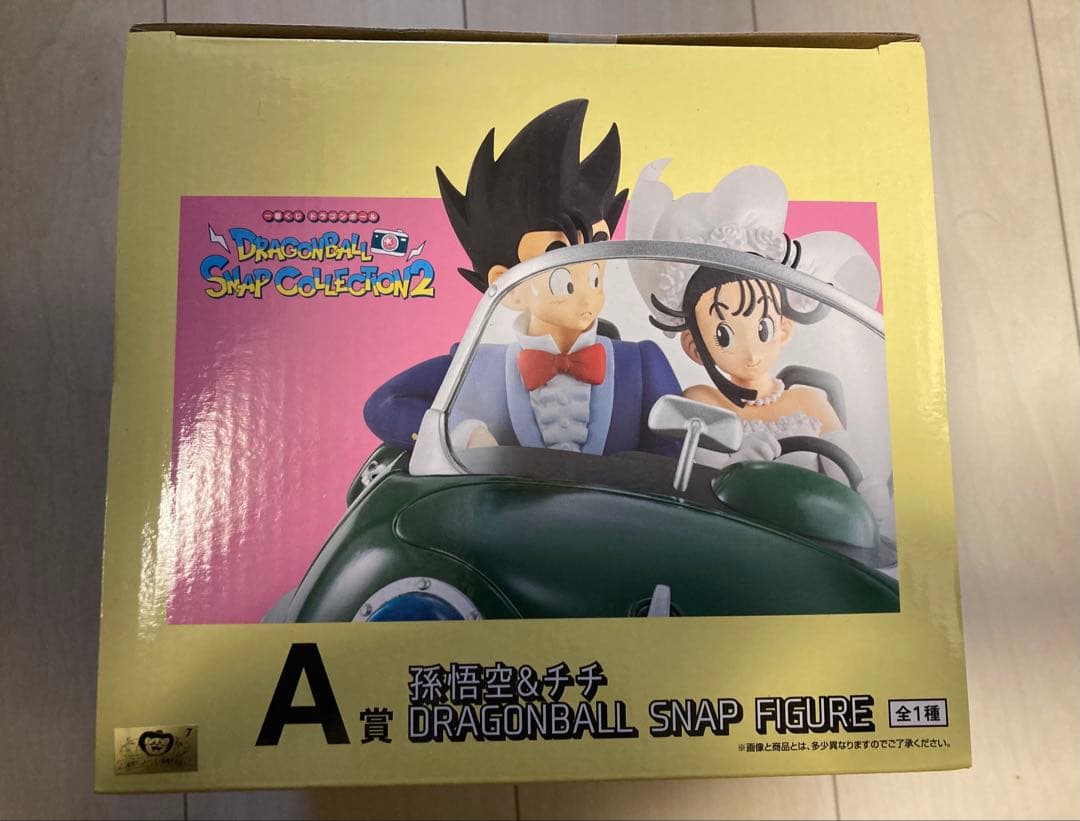 一番くじ ドラゴンボール
DRAGONBALL
SNAP COLLECTION2
A賞
孫悟空&チチ
DRAGONBALL SNAP FIGURE 全1種
※画像と商品とは、多少異なりますのでご了承ください。